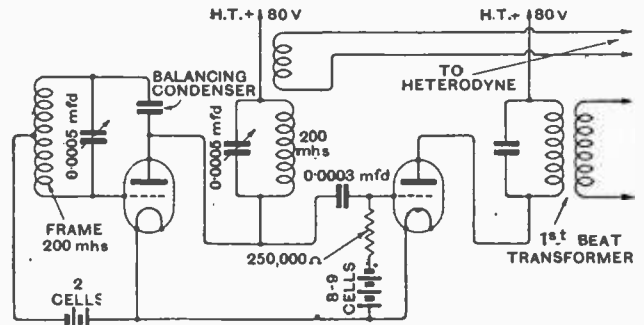 H.T.+ 80 V
H.T.+ 80 V
TO
HETERODYNE
BALANCING
CONDENSER
0·0005 mfd
0·0005 mfd
200
mhs
0·0003 mfd
FRAME
200 mhs
250,000 Ω
8-9
CELLS
1st BEAT
TRANSFORMER
2
CELLS